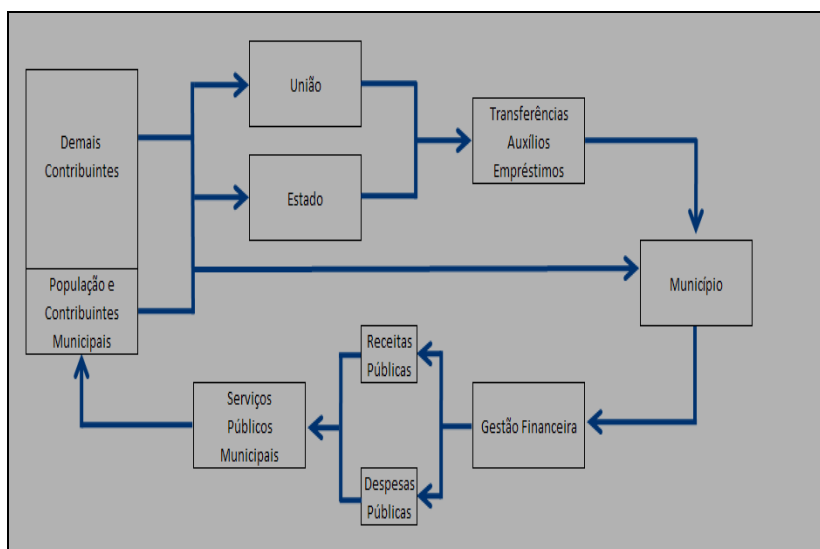 União
Transferências
Auxílios
Empréstimos
Demais
Contribuintes
Estado
População e
Contribuintes
Municipais
Município
Receitas
Públicas
Serviços
Públicos
Municipais
Gestão Financeira
Despesas
Públicas